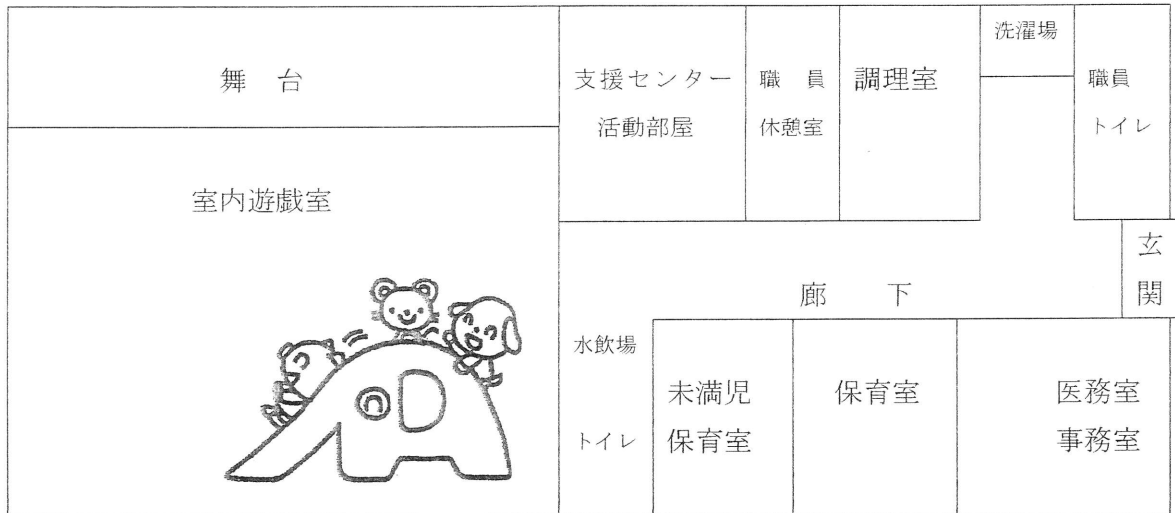 舞　台
支援センター
活動部屋
職　員
休憩室
調理室
洗濯場
職員
トイレ
室内遊戯室
玄
関
廊　　下
水飲場
トイレ
未満児
保育室
保育室
医務室
事務室